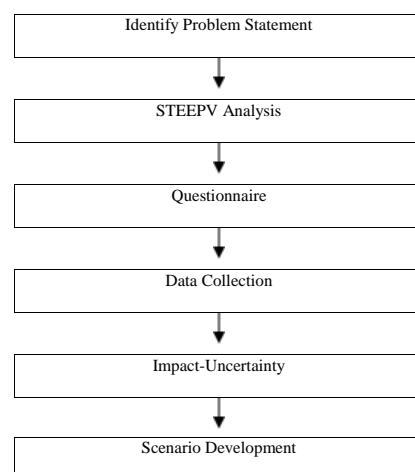 Identify Problem Statement
STEEPV Analysis
Questionnaire
Data Collection
Impact-Uncertainty
Scenario Development